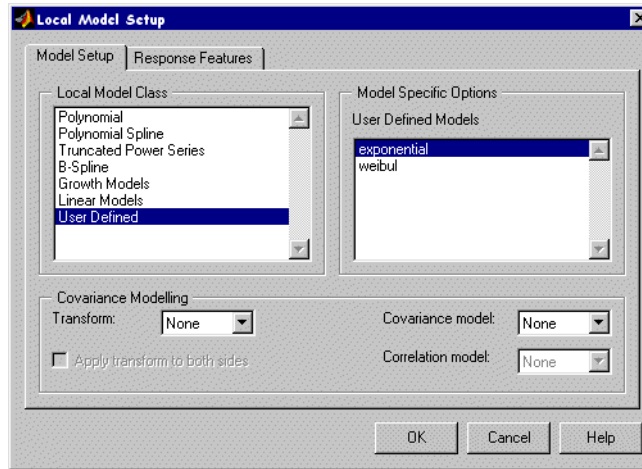 Local Model Setup
Model Setup
Response Features
Local Model Class
Polynomial
Polynomial Spline
Truncated Power Series
B-Spline
Growth Models
Linear Models
User Defined
Model Specific Options
User Defined Models
exponential
weibul
Covariance Modelling
Transform: None
Apply transform to both sides
Covariance model: None
Correlation model: None
OK
Cancel
Help